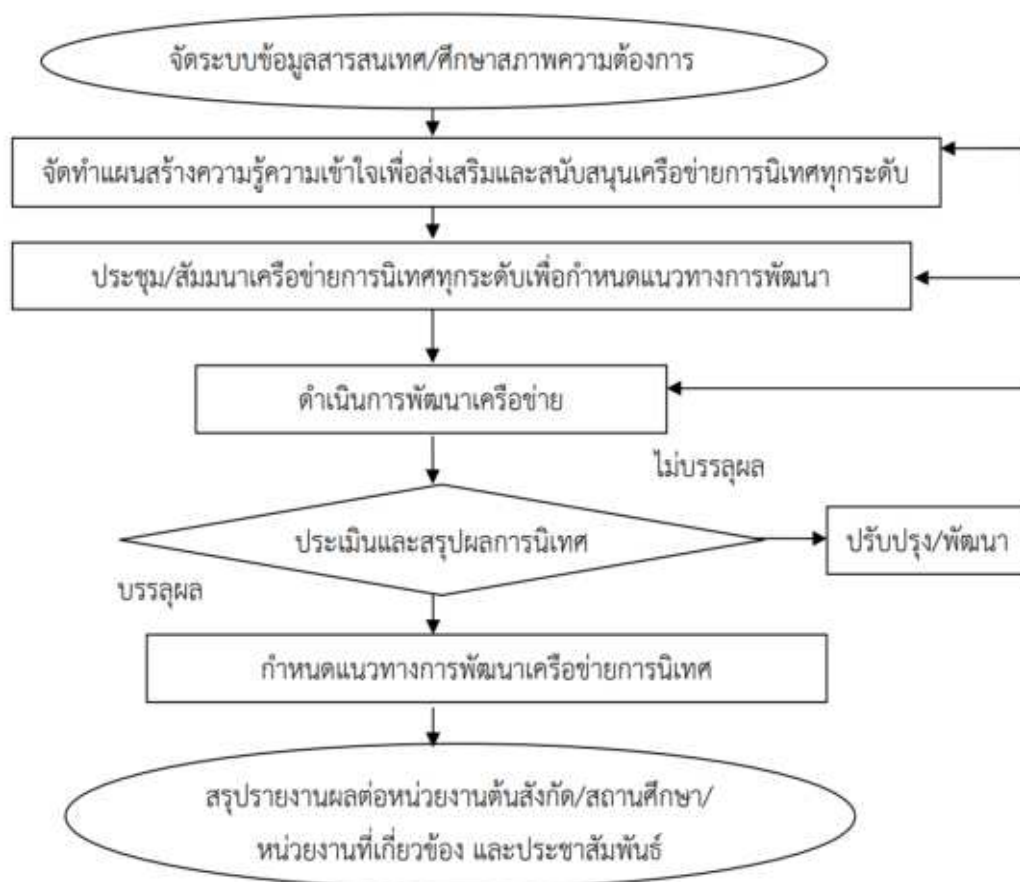 จัดระบบข้อมูลสารสนเทศ/ศึกษาสภาพความต้องการ
จัดทำแผนสร้างความรู้ความเข้าใจเพื่อส่งเสริมและสนับสนุนเครือข่ายการนิเทศทุกระดับ
ประชุม/สัมมนาเครือข่ายการนิเทศทุกระดับเพื่อกำหนดแนวทางการพัฒนา
ดำเนินการพัฒนาเครือข่าย
ไม่บรรลุผล
ประเมินและสรุปผลการนิเทศ
ปรับปรุง/พัฒนา
บรรลุผล
กำหนดแนวทางการพัฒนาเครือข่ายการนิเทศ
สรุปรายงานผลต่อหน่วยงานต้นสังกัด/สถานศึกษา/
หน่วยงานที่เกี่ยวข้อง และประชาสัมพันธ์